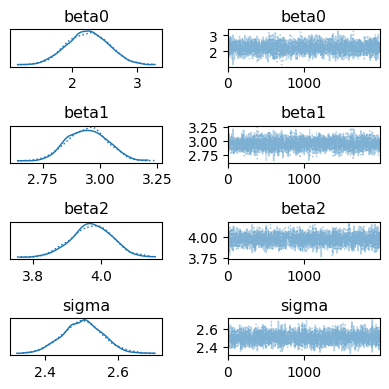 beta0 beta0
3
2
2 3 0 1000
beta1 beta1
3.25
3.00
2.75
2.75 3.00 3.25 0 1000
beta2 beta2
4.00
3.75
3.8 4.0 0 1000
sigma sigma
2.6
2.4
2.4 2.6 0 1000